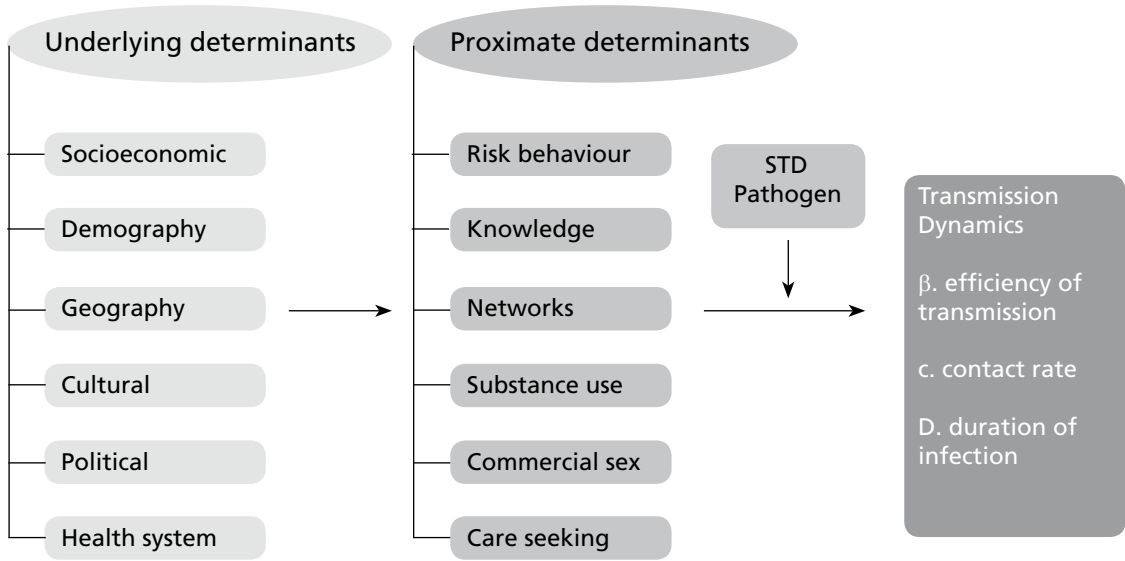 Underlying determinants
Socioeconomic
Demography
Geography
Cultural
Political
Health system
Proximate determinants
Risk behaviour
Knowledge
Networks
Substance use
Commercial sex
Care seeking
STD
Pathogen
Transmission
Dynamics
β. efficiency of
transmission
c. contact rate
D. duration of
infection